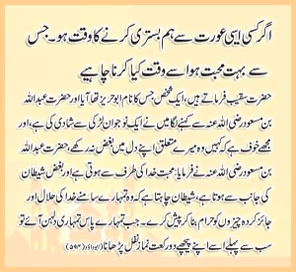 اگر کسی ایسی عورت سے ہم بستری کرنے کا وقت ہو۔ جس
سے بہت محبت ہو اسے وقت کیا کرنا چاہیے
حضرت سقیب فرماتے ہیں، ایک شخص جس کا نام ابو حریز تھا آیا اور حضرت عبداللہ
بن مسعود رضی اللہ عنہ سے کہنے لگا میں نے ایک نوجوان لڑکی سے شادی کی ہے، اور
مجھے خوف ہے کہ کہیں وہ میرے متعلق اپنے دل میں بغض نہ رکھے، حضرت عبداللہ
بن مسعود رضی اللہ عنہ نے فرمایا: محبت خدا کی طرف سے ہوتی ہے اور بغض شیطان
کی جانب سے ہوتا ہے، شیطان چاہتا ہے کہ وہ تمہارے سامنے خدا کی حلال اور
جائز کردہ چیزوں کو حرام بنا کر پیش کرے۔ جب تمہارے پاس تمہاری دلہن آئے تو
سب سے پہلے اسے اپنے پیچھے دو رکعت نماز نفل پڑھانا (ابوداؤد)(۵۹۴)